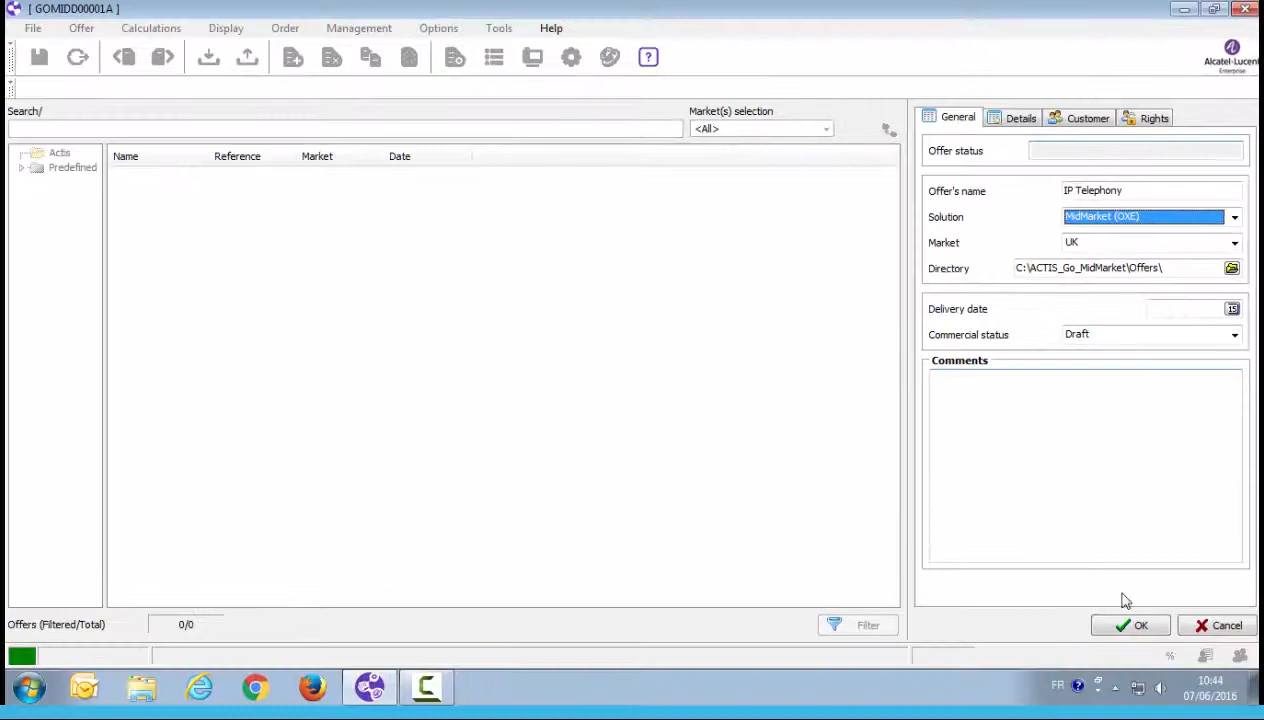 [ GOMIDD00001A ]
File Offer Calculations Display Order Management Options Tools Help
Alcatel·Lucent
Enterprise
Search/
Market(s) selection
<All>
Actis
Predefined
Name Reference Market Date
General Details Customer Rights
Offer status
Offer's name IP Telephony
Solution MidMarket (OXE)
Market UK
Directory C:\ACTIS_Go_MidMarket\Offers\
Delivery date 15
Commercial status Draft
Comments
OK Cancel
Offers (Filtered/Total) 0/0 Filter
%
FR 10:44
07/06/2016